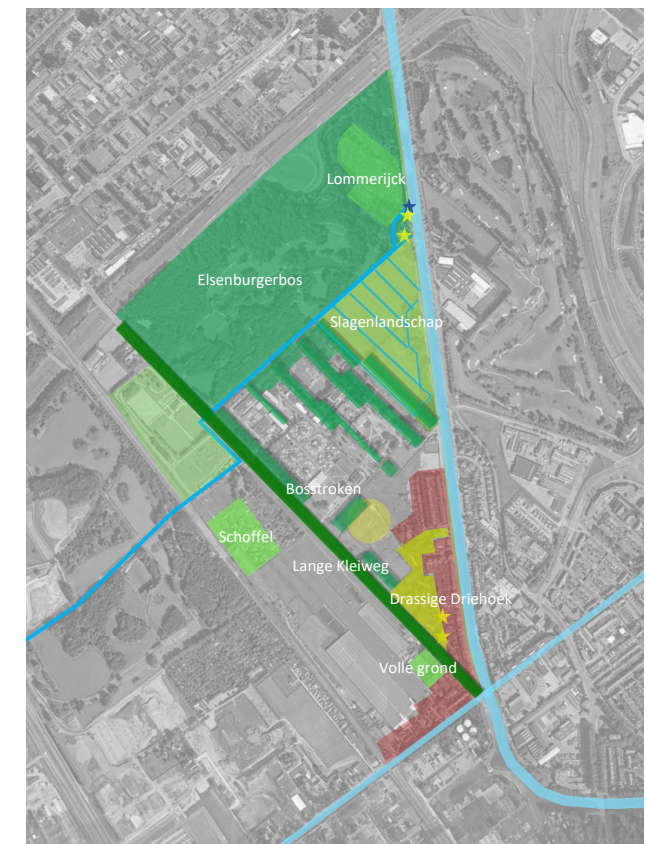 Lommerijck
Elsenburgerbos
Slagenlandschap
Bosstroken
Schoffel
Lange Kleiweg
Drassige Driehoek
Volle grond